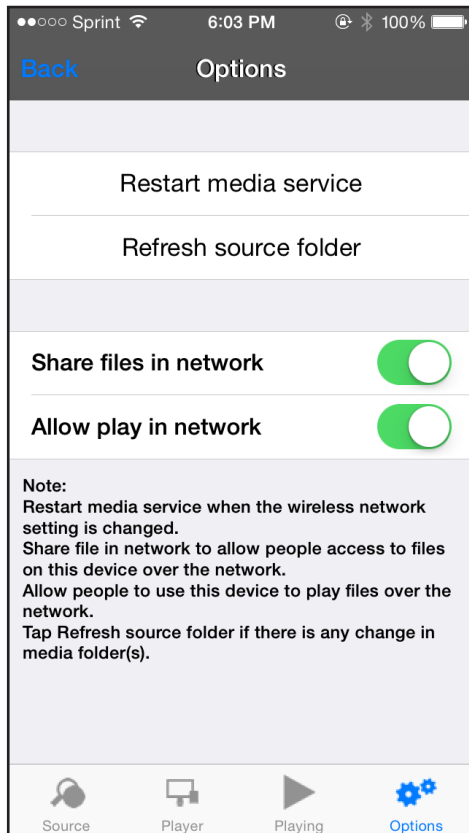 Sprint 6:03 PM 100%
Back Options
Restart media service
Refresh source folder
Share files in network
Allow play in network
Note:
Restart media service when the wireless network
setting is changed.
Share file in network to allow people access to files
on this device over the network.
Allow people to use this device to play files over the
network.
Tap Refresh source folder if there is any change in
media folder(s).
Source Player Playing Options